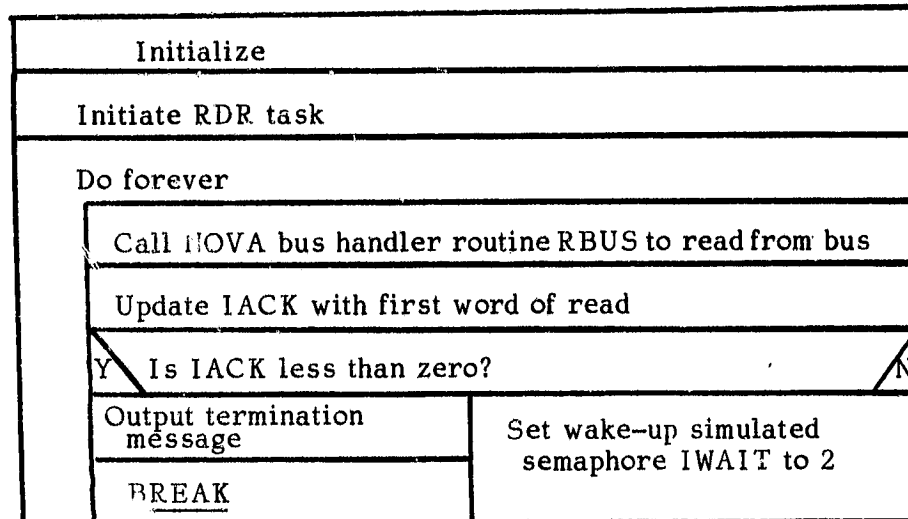 Initialize
Initiate RDR task
Do forever
Call NOVA bus handler routine RBUS to read from bus
Update IACK with first word of read
Y Is IACK less than zero? N
Output termination
message
BREAK
Set wake-up simulated
semaphore IWAIT to 2